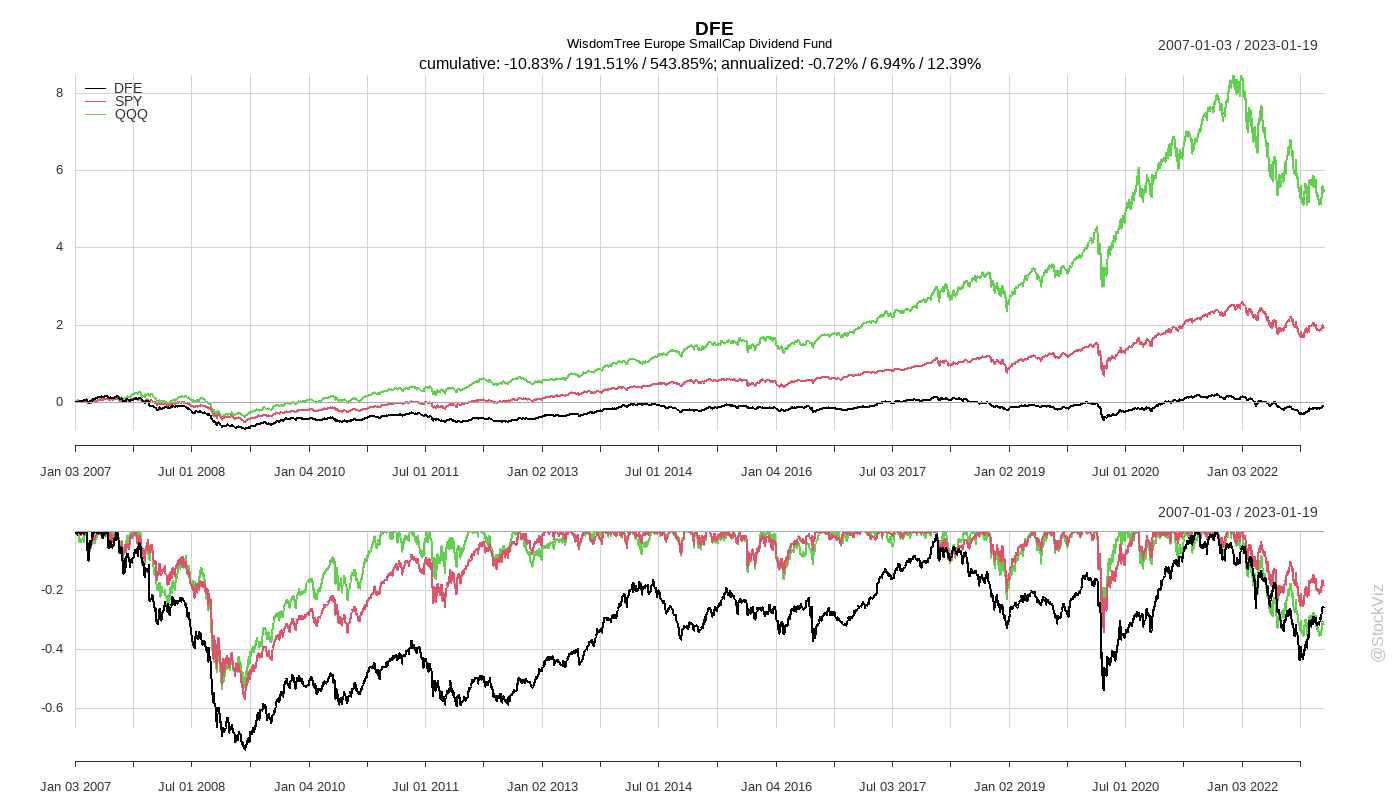 DFE
WisdomTree Europe SmallCap Dividend Fund
2007-01-03 / 2023-01-19
cumulative: -10.83% / 191.51% / 543.85%; annualized: -0.72% / 6.94% / 12.39%
DFE
SPY
QQQ
8
6
4
2
0
Jan 03 2007 Jul 01 2008 Jan 04 2010 Jul 01 2011 Jan 02 2013 Jul 01 2014 Jan 04 2016 Jul 03 2017 Jan 02 2019 Jul 01 2020 Jan 03 2022
2007-01-03 / 2023-01-19
-0.2
-0.4
-0.6
@StockViz
Jan 03 2007 Jul 01 2008 Jan 04 2010 Jul 01 2011 Jan 02 2013 Jul 01 2014 Jan 04 2016 Jul 03 2017 Jan 02 2019 Jul 01 2020 Jan 03 2022